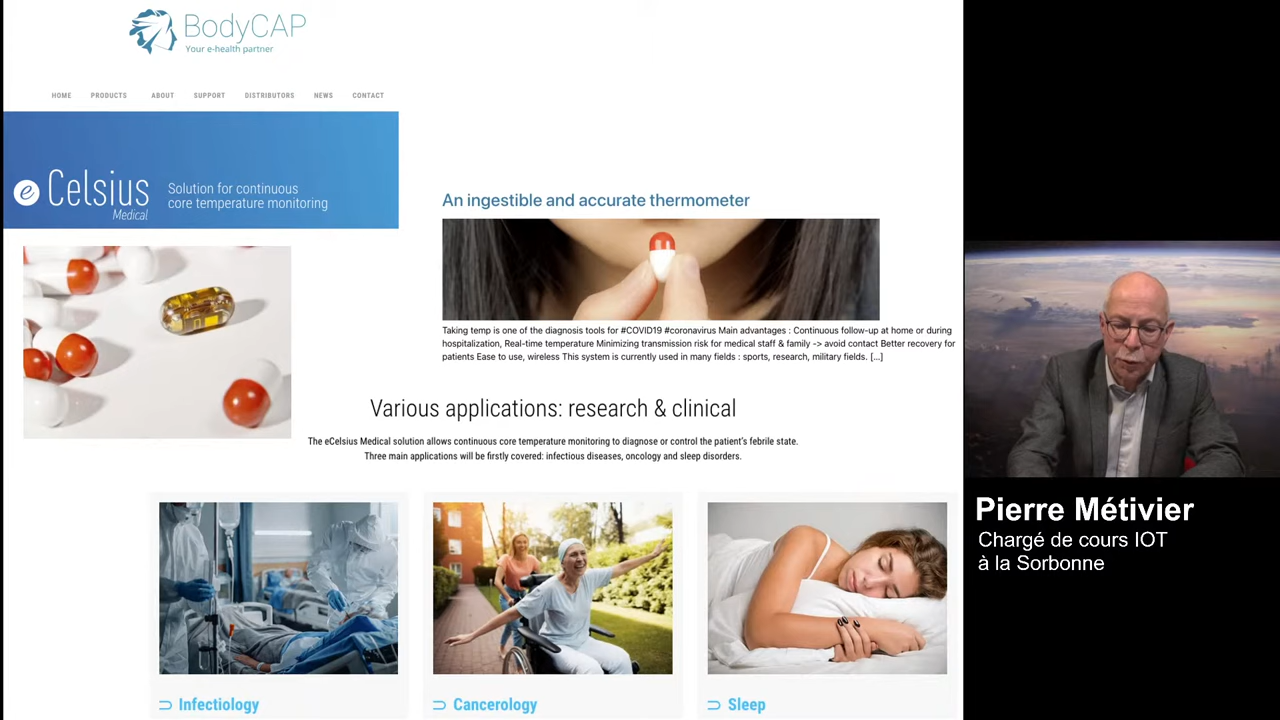 BodyCAP
Your e-health partner
HOME PRODUCTS ABOUT SUPPORT DISTRIBUTORS NEWS CONTACT
e Celsius
Medical
Solution for continuous
core temperature monitoring
An ingestible and accurate thermometer
Taking temp is one of the diagnosis tools for #COVID19 #coronavirus Main advantages : Continuous follow-up at home or during
hospitalization, Real-time temperature Minimizing transmission risk for medical staff & family -> avoid contact Better recovery for
patients Ease to use, wireless This system is currently used in many fields : sports, research, military fields. [...]
Various applications: research & clinical
The eCelsius Medical solution allows continuous core temperature monitoring to diagnose or control the patient's febrile state.
Three main applications will be firstly covered: infectious diseases, oncology and sleep disorders.
Infectiology
Cancerology
Sleep
Pierre Métivier
Chargé de cours IOT
à la Sorbonne